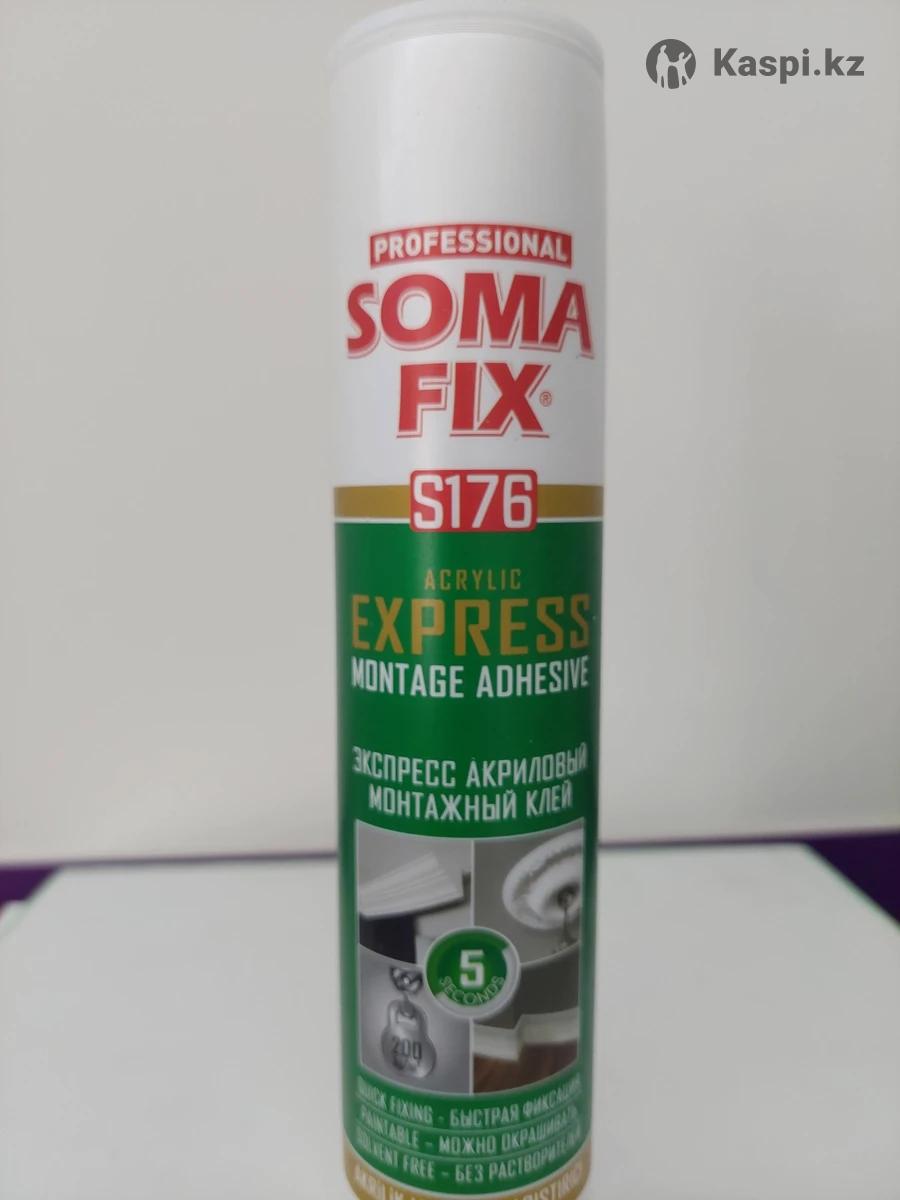 Kaspi.kz
PROFESSIONAL
SOMA
FIX®
S176
ACRYLIC
EXPRESS
MONTAGE ADHESIVE
ЭКСПРЕСС АКРИЛОВЫЙ
МОНТАЖНЫЙ КЛЕЙ
5
SECONDS
200
QUICK FIXING - БЫСТРАЯ ФИКСАЦИЯ
PAINTABLE - МОЖНО ОКРАШИВАТЬ
SOLVENT FREE - БЕЗ РАСТВОРИТЕЛЯ